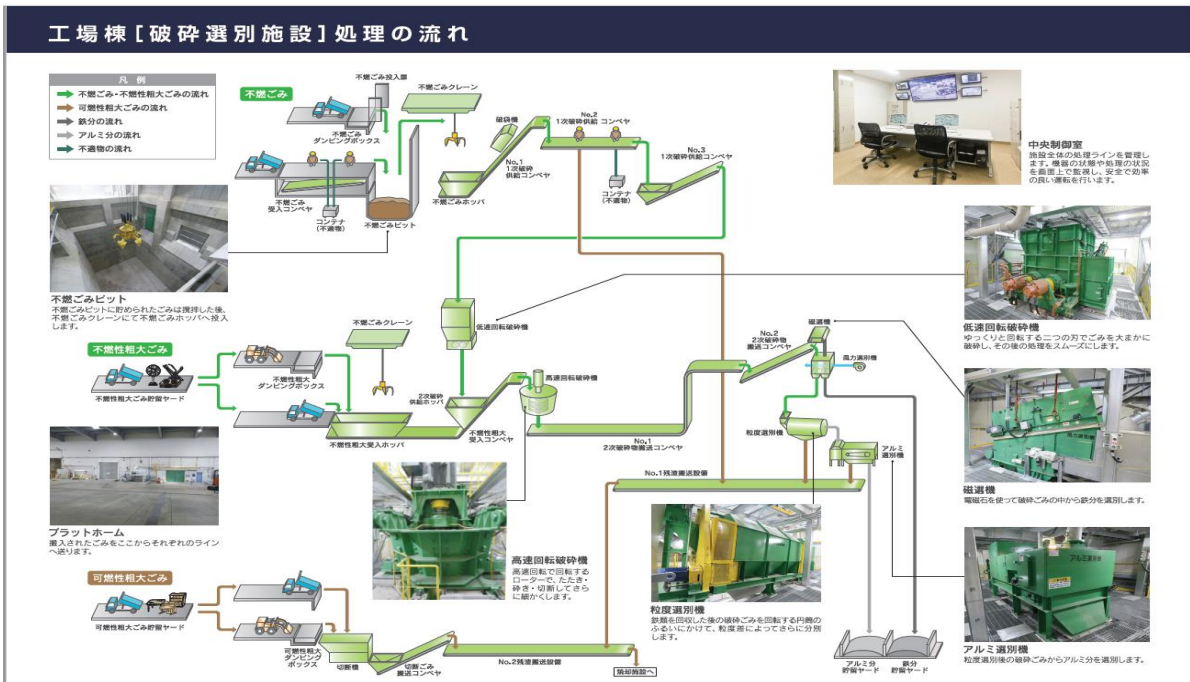 工場棟[破砕選別施設]処理の流れ
凡 例
不燃ごみ・不燃性粗大ごみの流れ
可燃性粗大ごみの流れ
鉄分の流れ
アルミ分の流れ
不適物の流れ
不燃ごみ
不燃ごみ投入扉
不燃ごみクレーン
不燃ごみ
ダンピングボックス
破袋機
No.1
1次破砕
供給コンベヤ
No.2
1次破砕供給 コンベヤ
No.3
1次破砕供給コンベヤ
不燃ごみ
受入コンベヤ
コンテナ
(不適物)
不燃ごみピット
不燃ごみホッパ
コンテナ
(不適物)
中央制御室
施設全体の処理ラインを管理し
ます。機器の状態や処理の状況
を画面上で監視し、安全で効率
の良い運転を行います。
不燃ごみピット
不燃ごみピットに貯められたごみは攪拌した後、
不燃ごみクレーンにて不燃ごみホッパへ投入
します。
低速回転破砕機
低速回転破砕機
ゆっくりと回転する二つの刃でごみを大まかに
破砕し、その後の処理をスムーズにします。
不燃性粗大ごみ
不燃性粗大ごみ貯留ヤード
不燃性粗大
ダンピングボックス
不燃ごみクレーン
不燃性粗大受入ホッパ
2次破砕
供給ホッパ
不燃性粗大
受入コンベヤ
高速回転破砕機
No.1
2次破砕物搬送コンベヤ
No.2
2次破砕物
搬送コンベヤ
磁選機
風力選別機
粒度選別機
アルミ
選別機
No.1残渣搬送設備
磁選機
電磁石を使って破砕ごみの中から鉄分を選別します。
プラットホーム
搬入されたごみをここからそれぞれのライン
へ送ります。
高速回転破砕機
高速回転で回転する
ローターで、たたき・
砕き・切断してさら
に細かくします。
粒度選別機
鉄類を回収した後の破砕ごみを回転する円筒の
ふるいにかけて、粒度差によってさらに分別
します。
アルミ選別機
アルミ選別機
粒度選別後の破砕ごみからアルミ分を選別します。
可燃性粗大ごみ
可燃性粗大ごみ貯留ヤード
可燃性粗大
ダンピング
ボックス
切断機
切断ごみ
搬送コンベヤ
No.2残渣搬送設備
焼却施設へ
アルミ分
貯留ヤード
鉄分
貯留ヤード